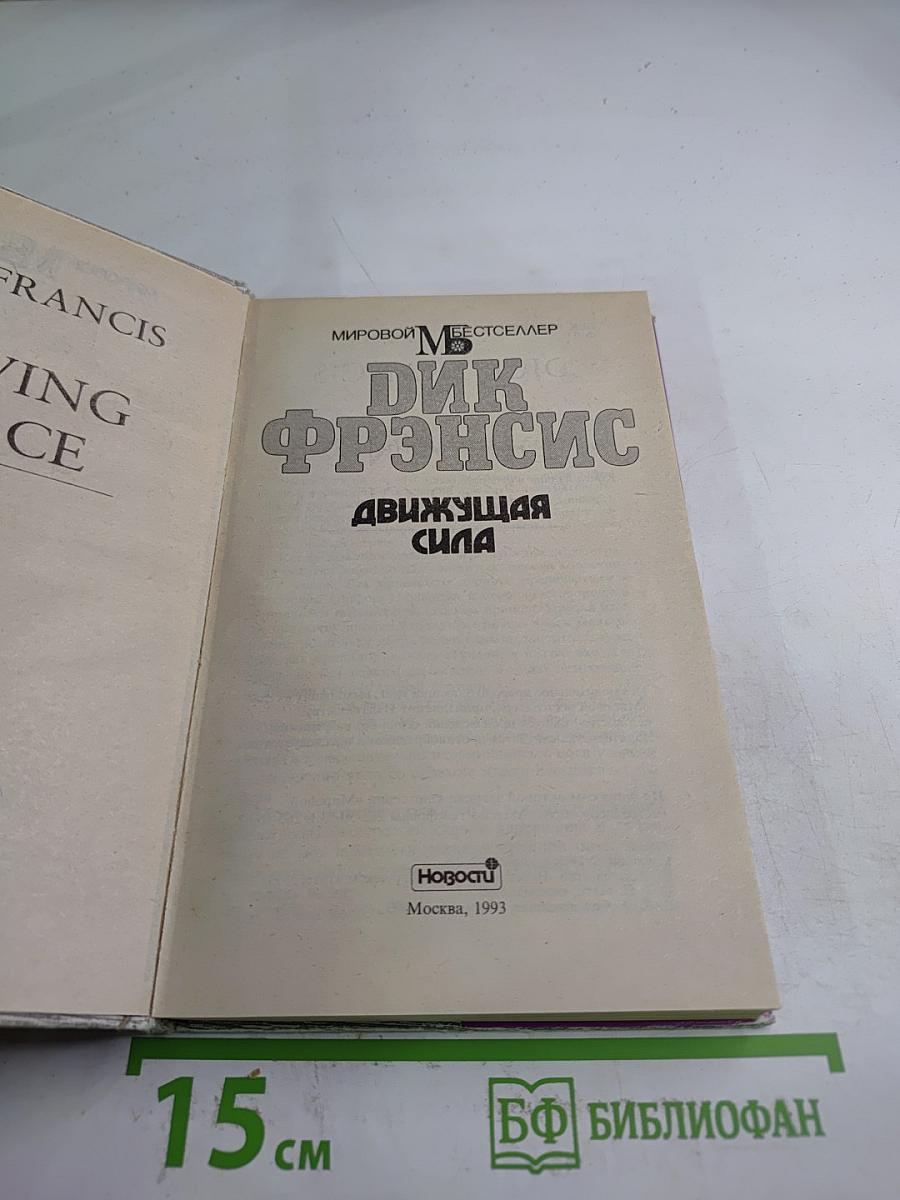 FRANCIS
VING
CE
МИРОВОЙ МБ БЕСТСЕЛЛЕР
ДИК
ФРЭНСИС
ДВИЖУЩАЯ
СИЛА
Новости
Москва, 1993
15 см
БФ БИБЛИОФАН